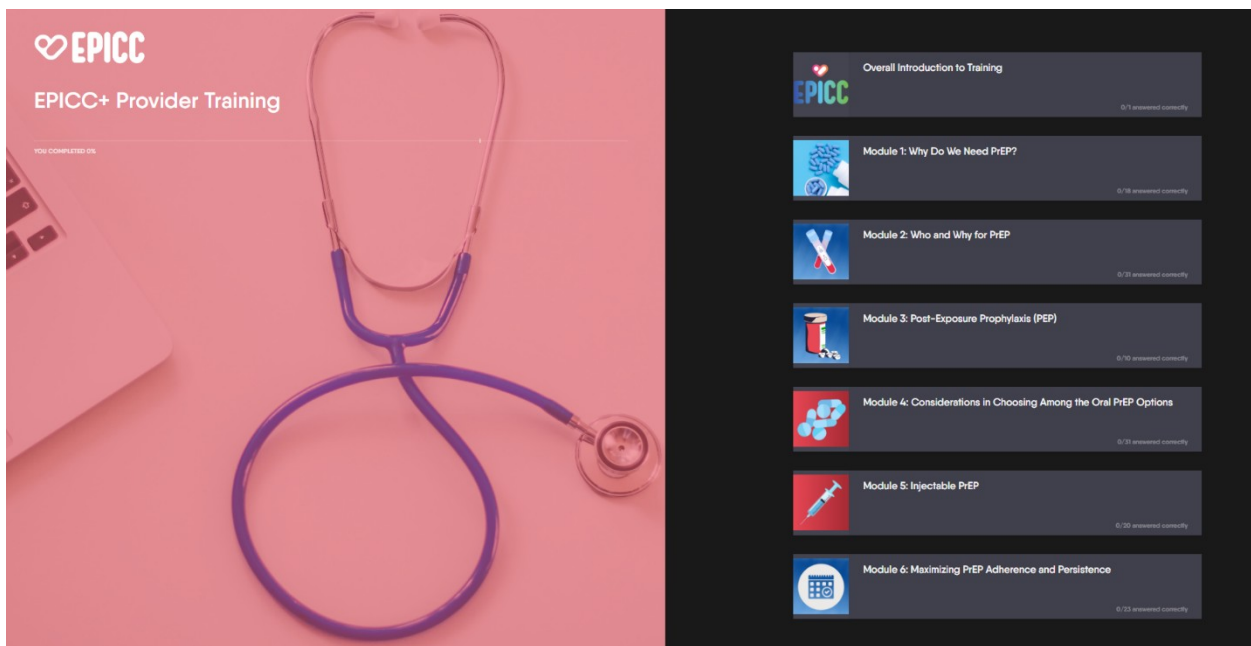 EPICC
EPICC+ Provider Training
YOU COMPLETED 0%
EPICC
Overall Introduction to Training
0/1 answered correctly
Module 1: Why Do We Need PrEP?
0/18 answered correctly
Module 2: Who and Why for PrEP
0/31 answered correctly
Module 3: Post-Exposure Prophylaxis (PEP)
0/10 answered correctly
Module 4: Considerations in Choosing Among the Oral PrEP Options
0/31 answered correctly
Module 5: Injectable PrEP
0/20 answered correctly
Module 6: Maximizing PrEP Adherence and Persistence
0/23 answered correctly